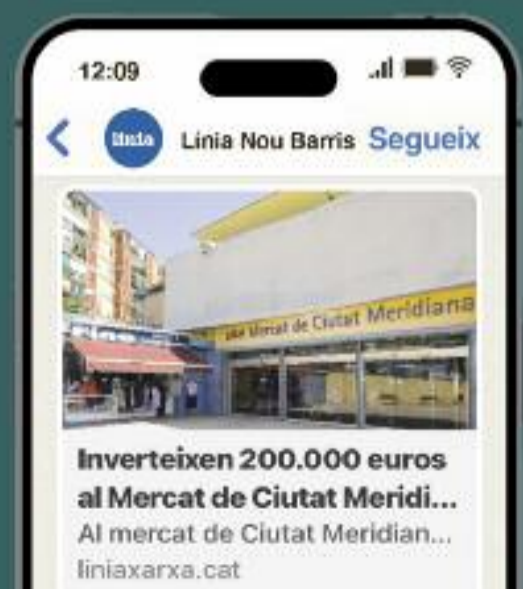 12:09
línia Línia Nou Barris Segueix
Mercat de Ciutat Meridiana
Inverteixen 200.000 euros
al Mercat de Ciutat Meridi...
Al mercat de Ciutat Meridian...
liniaxarxa.cat